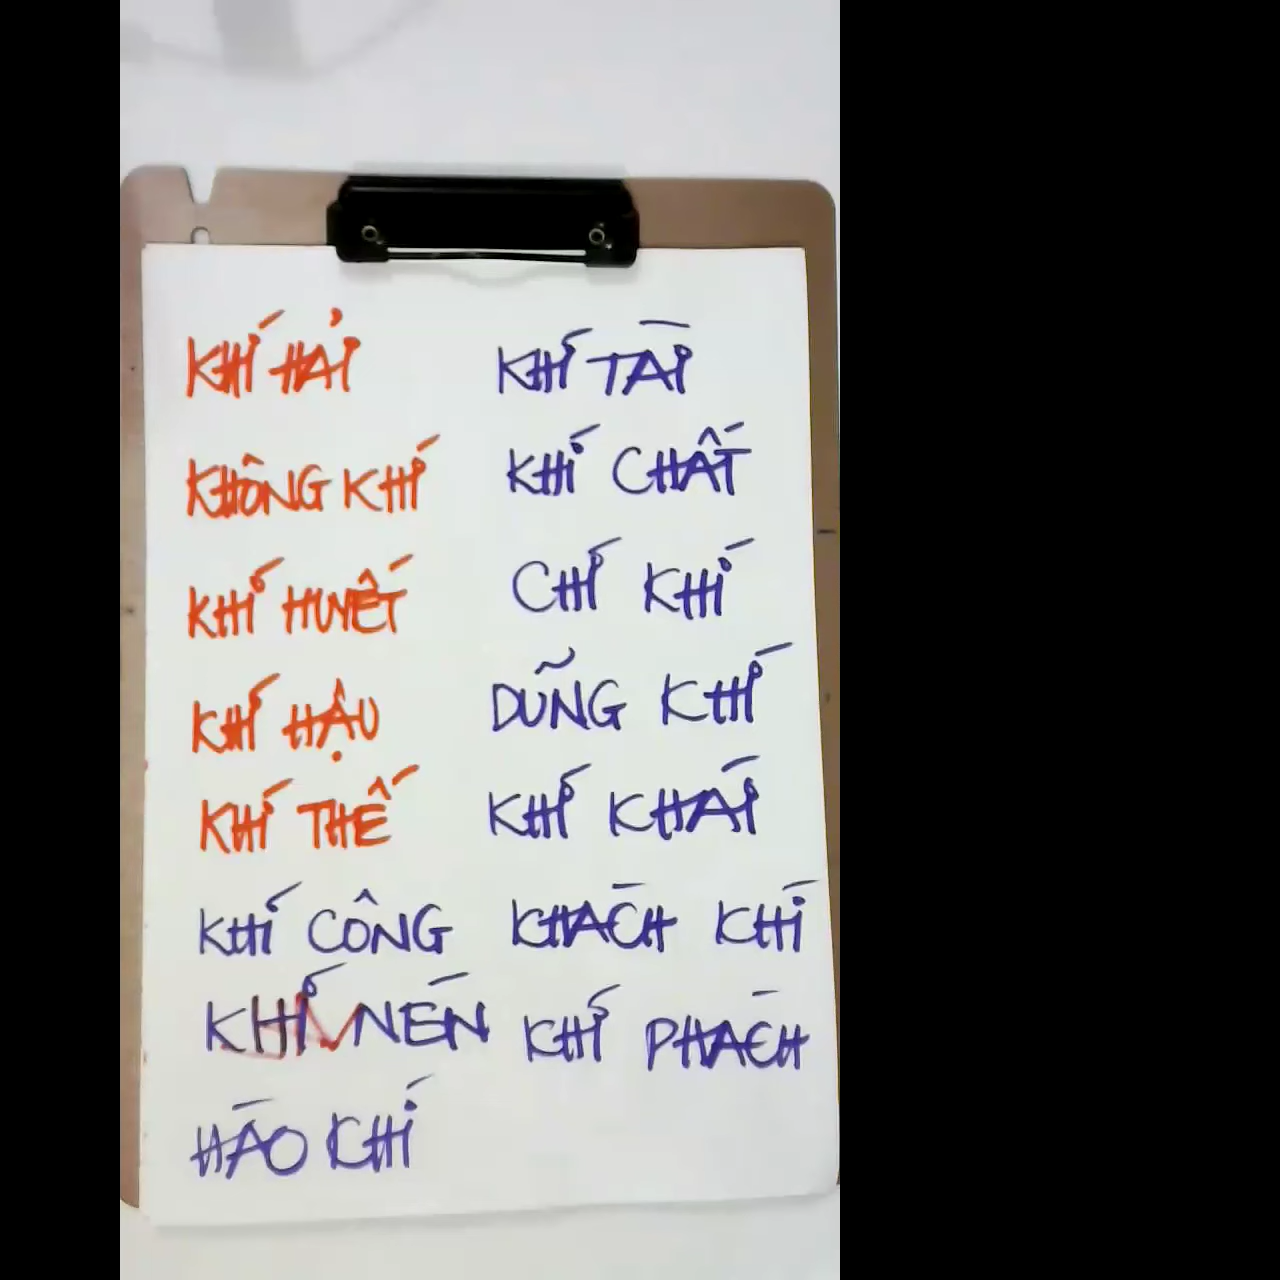 KHÍ HẢI
KHÔNG KHÍ
KHÍ HUYẾT
KHÍ HẬU
KHÍ THẾ
KHÍ CÔNG
KHÍ NÉN
HÀO KHÍ
KHÍ TÀI
KHÍ CHẤT
CHÍ KHÍ
DŨNG KHÍ
KHÍ KHÁI
KHÁCH KHÍ
KHÍ PHÁCH